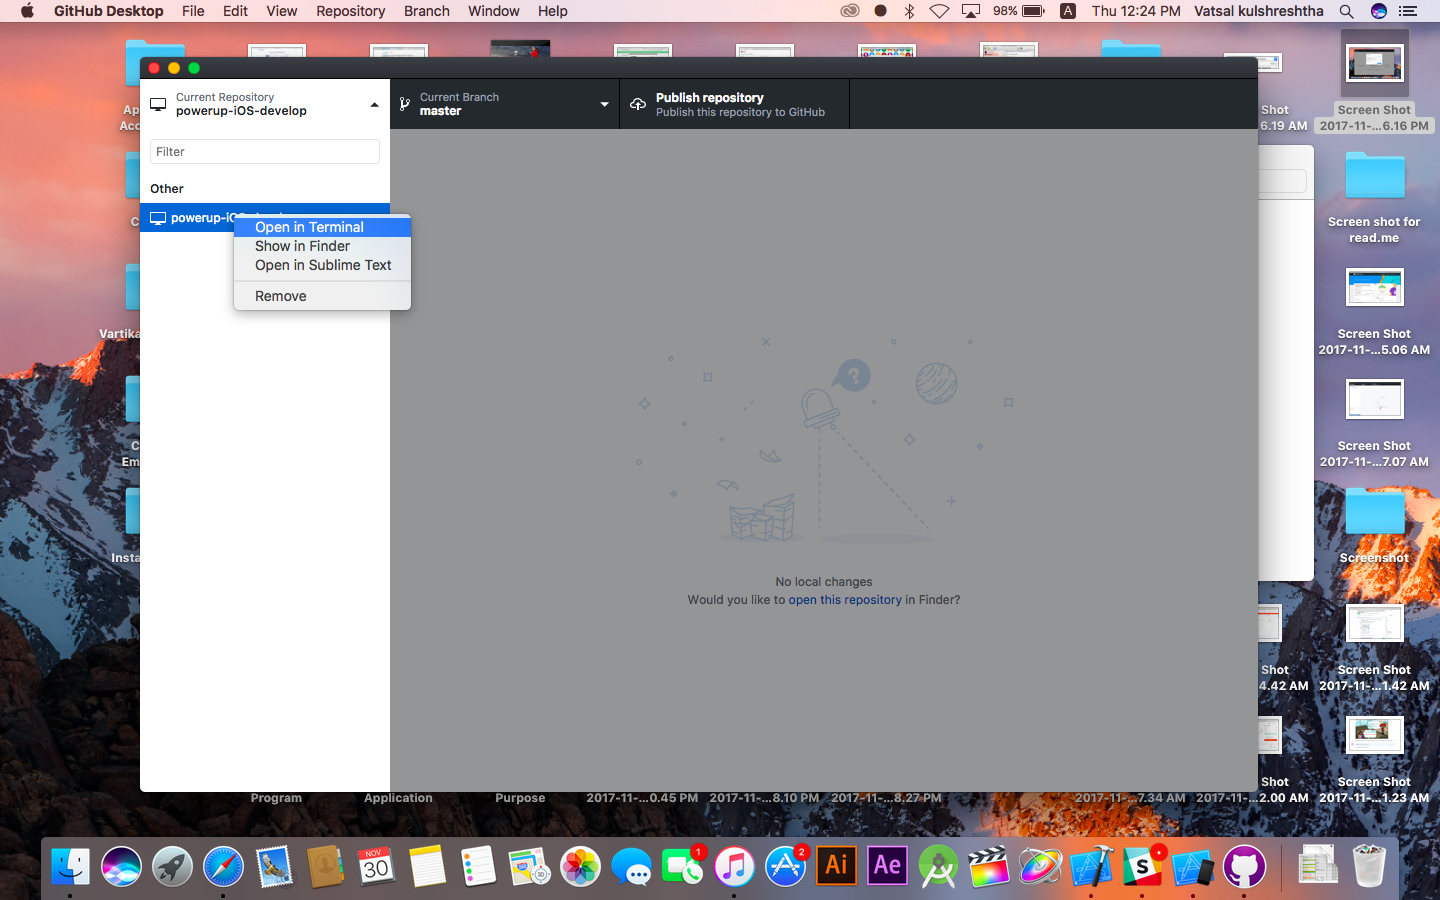 GitHub Desktop File Edit View Repository Branch Window Help
98% A Thu 12:24 PM Vatsal kulshreshtha
Current Repository
powerup-iOS-develop
Current Branch
master
Publish repository
Publish this repository to GitHub
Filter
Other
powerup-iOS
Open in Terminal
Show in Finder
Open in Sublime Text
Remove
?
No local changes
Would you like to open this repository in Finder?
Shot
6.19 AM
Screen Shot
2017-11-...6.16 PM
Screen shot for
read.me
Screen Shot
2017-11-...5.06 AM
Screen Shot
2017-11-...7.07 AM
Screenshot
Shot
4.42 AM
Screen Shot
2017-11-...1.42 AM
Shot
2.00 AM
Screen Shot
2017-11-...1.23 AM
Ap
Acc
C
Vartika
C
Em
Insta
Program
Application
Purpose
2017-11-...0.45 PM
2017-11-...8.10 PM
2017-11-...8.27 PM
2017-11-...7.34 AM
2017-11-...
NOV
30
1
2
Ai
Ae
S